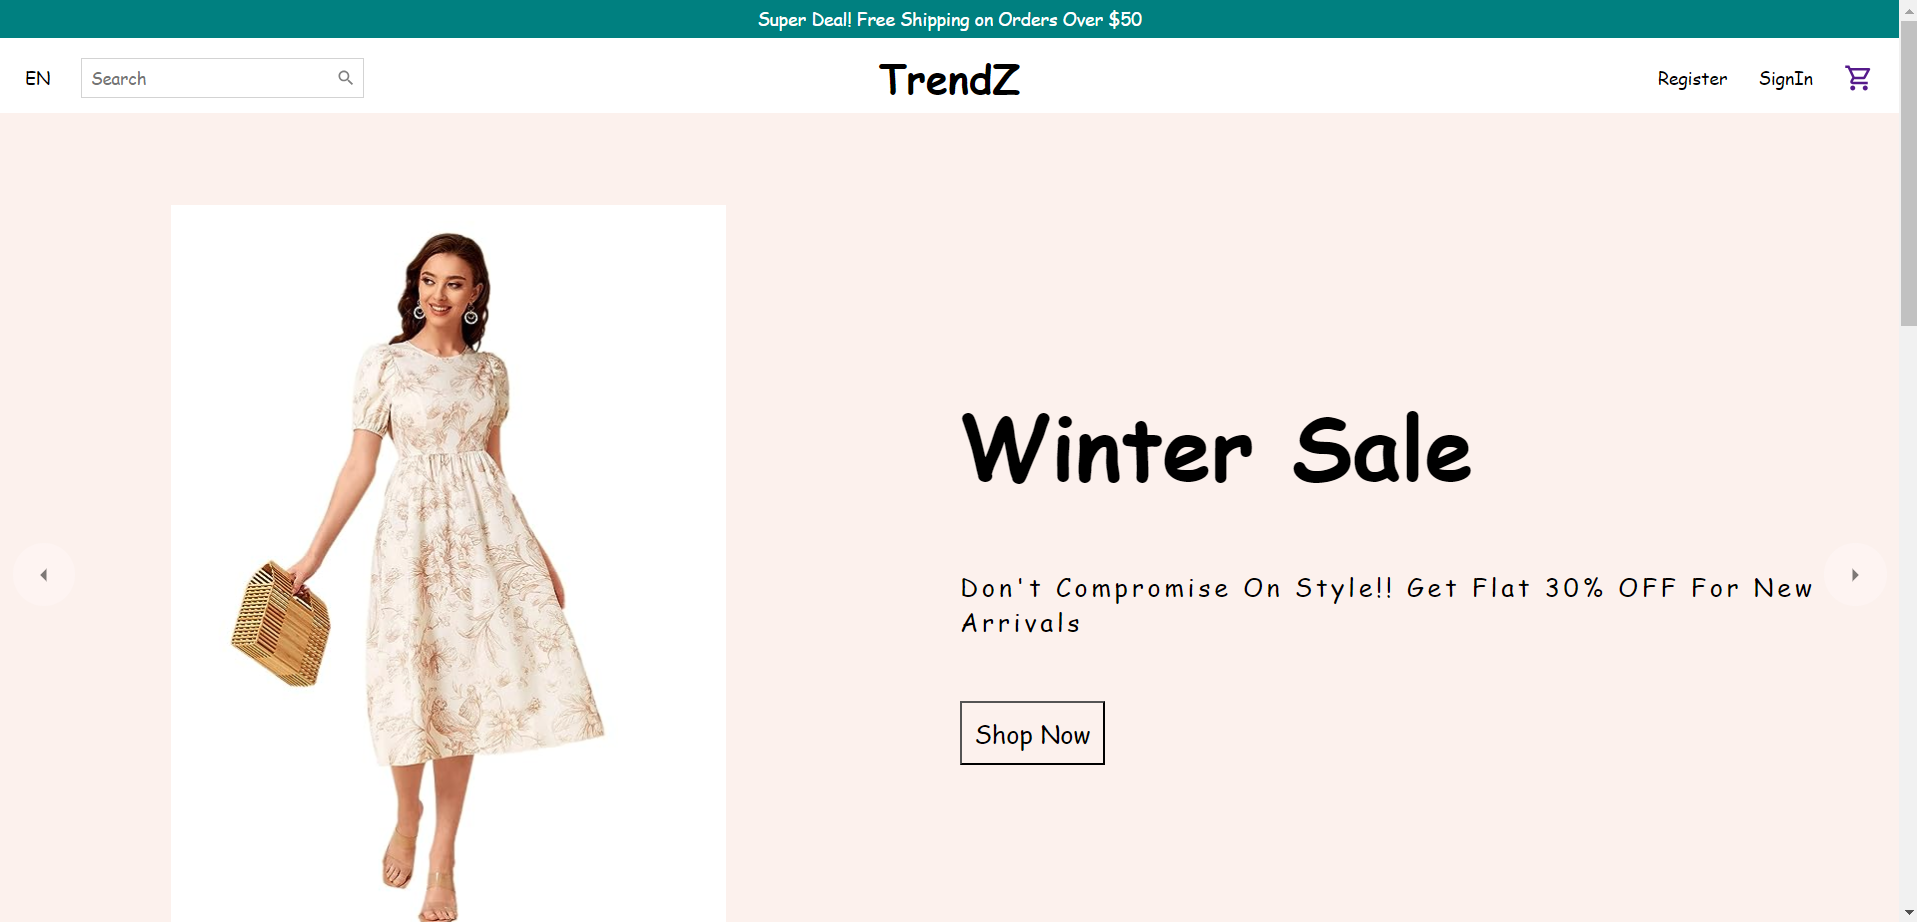 Super Deal! Free Shipping on Orders Over $50
EN
Search
TrendZ
Register
SignIn
Winter Sale
Don't Compromise On Style!! Get Flat 30% OFF For New
Arrivals
Shop Now